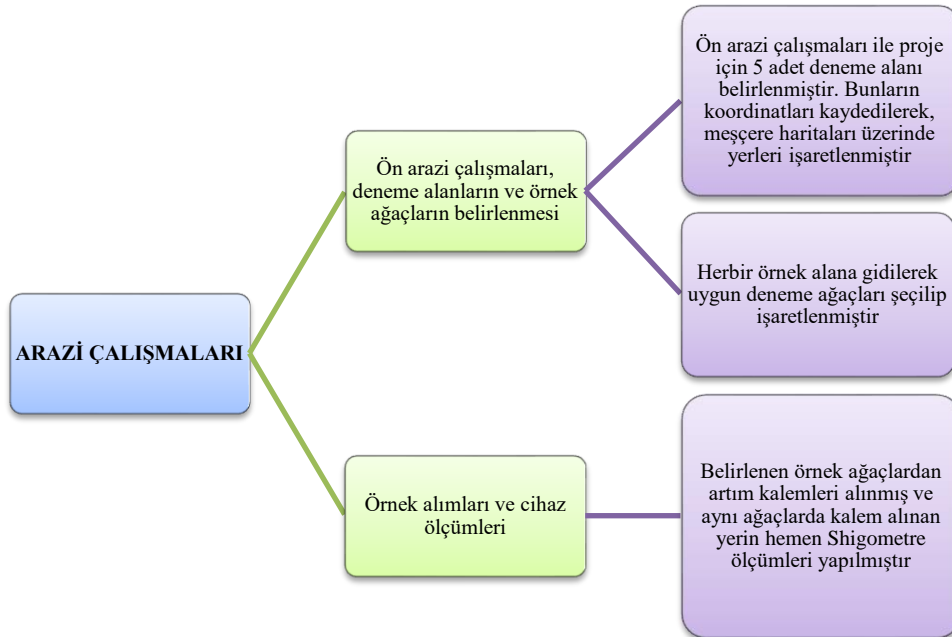 ARAZİ ÇALIŞMALARI
Ön arazi çalışmaları,
deneme alanların ve örnek
ağaçların belirlenmesi
Ön arazi çalışmaları ile proje
için 5 adet deneme alanı
belirlenmiştir. Bunların
koordinatları kaydedilerek,
meşçere haritaları üzerinde
yerleri işaretlenmiştir
Herbir örnek alana gidilerek
uygun deneme ağaçları şeçilip
işaretlenmiştir
Örnek alımları ve cihaz
ölçümleri
Belirlenen örnek ağaçlardan
artım kalemleri alınmış ve
aynı ağaçlarda kalem alınan
yerin hemen Shigometre
ölçümleri yapılmıştır